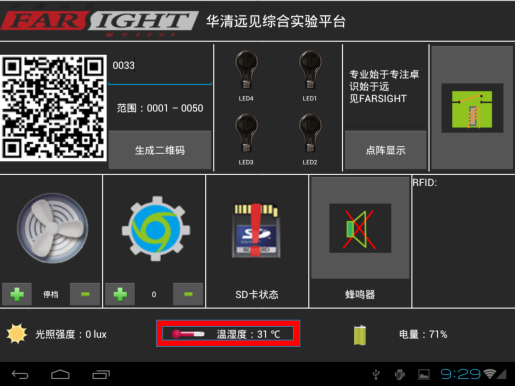 FARSIGHT 华清远见综合实验平台
0033
范围：0001 – 0050
生成二维码
LED4
LED1
LED3
LED2
专业始于专注卓
识始于远
见FARSIGHT
点阵显示
停档
0
SD
SD卡状态
蜂鸣器
RFID:
光照强度：0 lux
温湿度：31 ℃
电量：71%
9:29